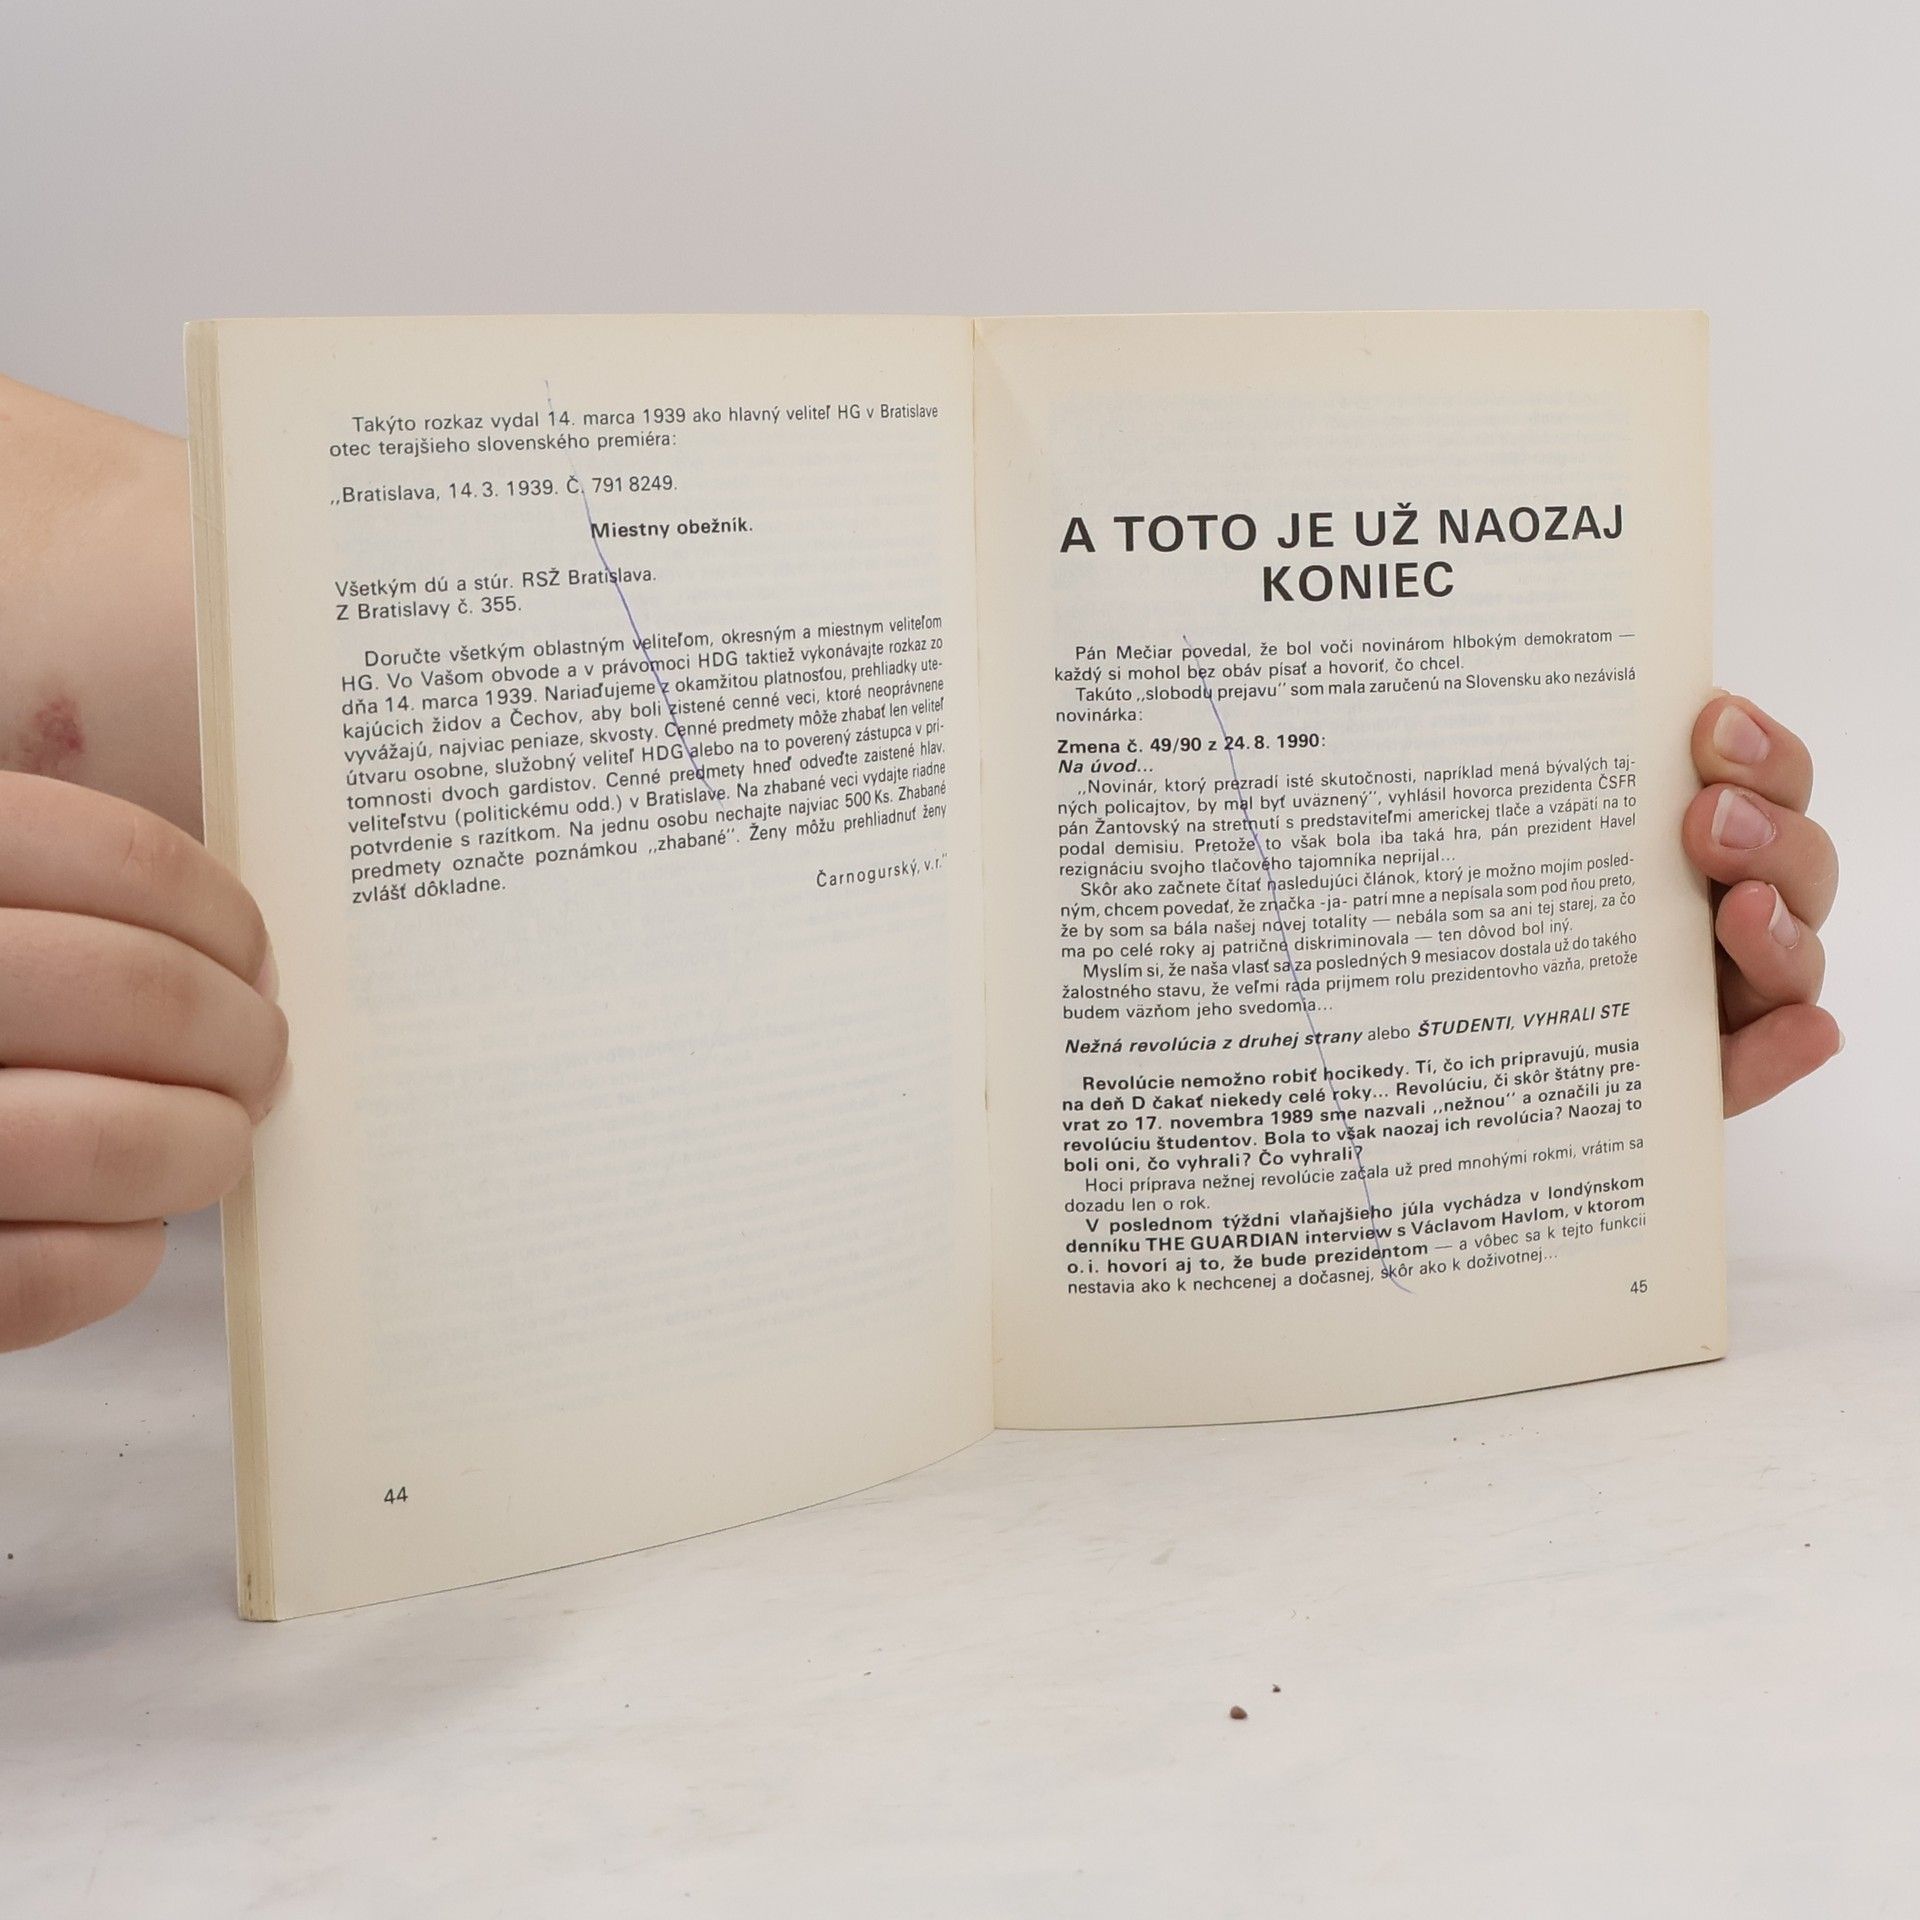 Takýto rozkaz vydal 14. marca 1939 ako hlavný veliteľ HG v Bratislave
otec terajšieho slovenského premiéra:
„Bratislava, 14. 3. 1939. Č. 791 8249.
Miestny obežník.
Všetkým dú a stúr. RSŽ Bratislava.
Z Bratislavy č. 355.
Doručte všetkým oblastným veliteľom, okresným a miestnym veliteľom
HG. Vo Vašom obvode a v právomoci HDG taktiež vykonávajte rozkaz zo
dňa 14. marca 1939. Nariaďujeme z okamžitou platnosťou, prehliadky ute-
kajúcich židov a Čechov, aby boli zistené cenné veci, ktoré neoprávnene
vyvážajú, najviac peniaze, skvosty. Cenné predmety môže zhabať len veliteľ
útvaru osobne, služobný veliteľ HDG alebo na to poverený zástupca v prí-
tomnosti dvoch gardistov. Cenné predmety hneď odveďte zaistené hlav.
veliteľstvu (politickému odd.) v Bratislave. Na zhabané veci vydajte riadne
potvrdenie s razítkom. Na jednu osobu nechajte najviac 500 Ks. Zhabané
predmety označte poznámkou „zhabané“. Ženy môžu prehliadnuť ženy
zvlášť dôkladne.
Čarnogurský, v. r.“
44
A TOTO JE UŽ NAOZAJ
KONIEC
Pán Mečiar povedal, že bol voči novinárom hlbokým demokratom —
každý si mohol bez obáv písať a hovoriť, čo chcel.
Takúto „slobodu prejavu“ som mala zaručenú na Slovensku ako nezávislá
novinárka:
Zmena č. 49/90 z 24. 8. 1990:
Na úvod...
„Novinár, ktorý prezradí isté skutočnosti, napríklad mená bývalých taj-
ných policajtov, by mal byť uväznený“, vyhlásil hovorca prezidenta ČSFR
pán Žantovský na stretnutí s predstaviteľmi americkej tlače a vzápätí na to
podal demisiu. Pretože to však bola iba taká hra, pán prezident Havel
rezignáciu svojho tlačového tajomníka neprijal...
Skôr ako začnete čítať nasledujúci článok, ktorý je možno mojím posled-
ným, chcem povedať, že značka -ja- patrí mne a nepísala som pod ňou preto,
že by som sa bála našej novej totality — nebála som sa ani tej starej, za čo
ma po celé roky aj patrične diskriminovala — ten dôvod bol iný.
Myslím si, že naša vlasť sa za posledných 9 mesiacov dostala už do takého
žalostného stavu, že veľmi rada prijmem rolu prezidentovho väzňa, pretože
budem väzňom jeho svedomia...
Nežná revolúcia z druhej strany alebo ŠTUDENTI, VYHRALI STE
Revolúcie nemožno robiť hocikedy. Tí, čo ich pripravujú, musia
na deň D čakať niekedy celé roky... Revolúciu, či skôr štátny pre-
vrat zo 17. novembra 1989 sme nazvali „nežnou“ a označili ju za
revolúciu študentov. Bola to však naozaj ich revolúcia? Naozaj to
boli oni, čo vyhrali? Čo vyhrali?
Hoci príprava nežnej revolúcie začala už pred mnohými rokmi, vrátim sa
dozadu len o rok.
V poslednom týždni vlaňajšieho júla vychádza v londýnskom
denníku THE GUARDIAN interview s Václavom Havlom, v ktorom
o. i. hovorí aj to, že bude prezidentom — a vôbec sa k tejto funkcii
nestavia ako k nechcenej a dočasnej, skôr ako k doživotnej...
45